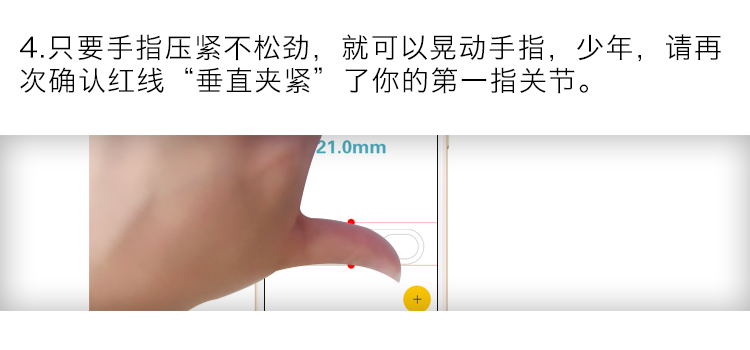 4.只要手指压紧不松劲，就可以晃动手指，少年，请再
次确认红线“垂直夹紧”了你的第一指关节。
21.0mm
+